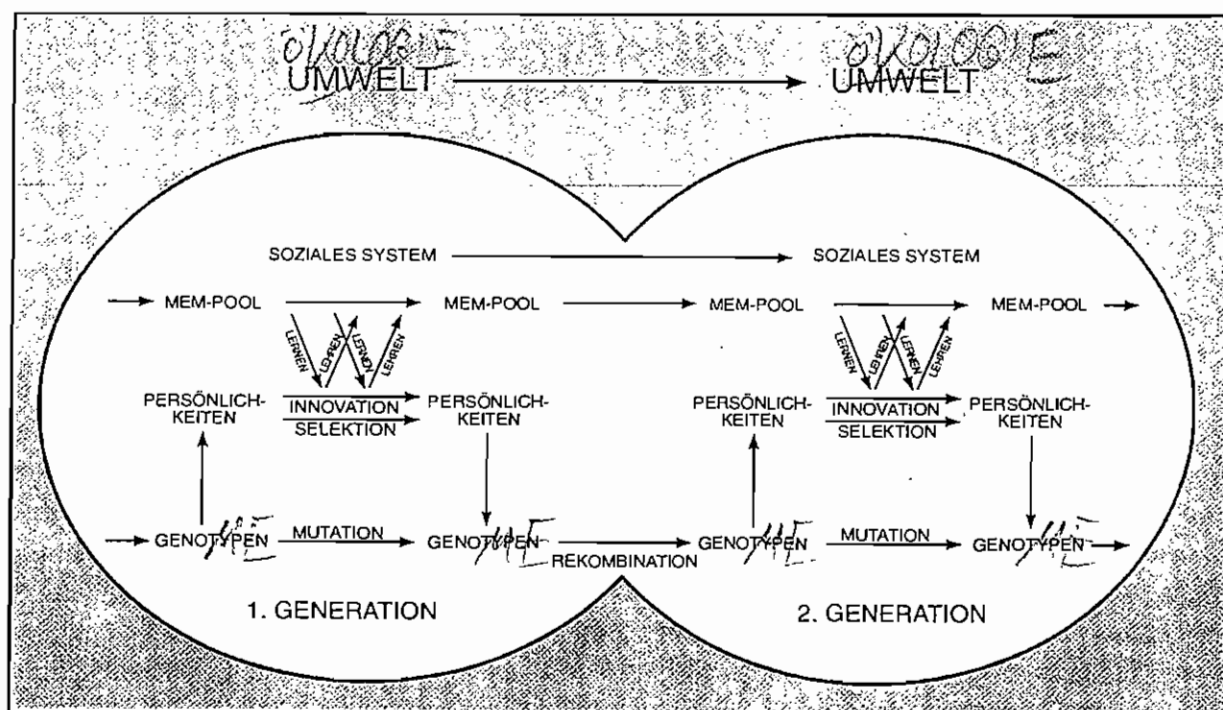 ÖKOLOGIE ÖKOLOGIE
UMWELT UMWELT
SOZIALES SYSTEM SOZIALES SYSTEM
MEM-POOL MEM-POOL MEM-POOL MEM-POOL
LERNEN LEHREN LERNEN LEHREN LERNEN LEHREN LERNEN LEHREN
PERSÖNLICH- PERSÖNLICH- PERSÖNLICH- PERSÖNLICH-
KEITEN INNOVATION KEITEN KEITEN INNOVATION KEITEN
SELEKTION SELEKTION
GENOTYPEN MUTATION GENOTYPEN REKOMBINATION GENOTYPEN MUTATION GENOTYPEN
1. GENERATION 2. GENERATION